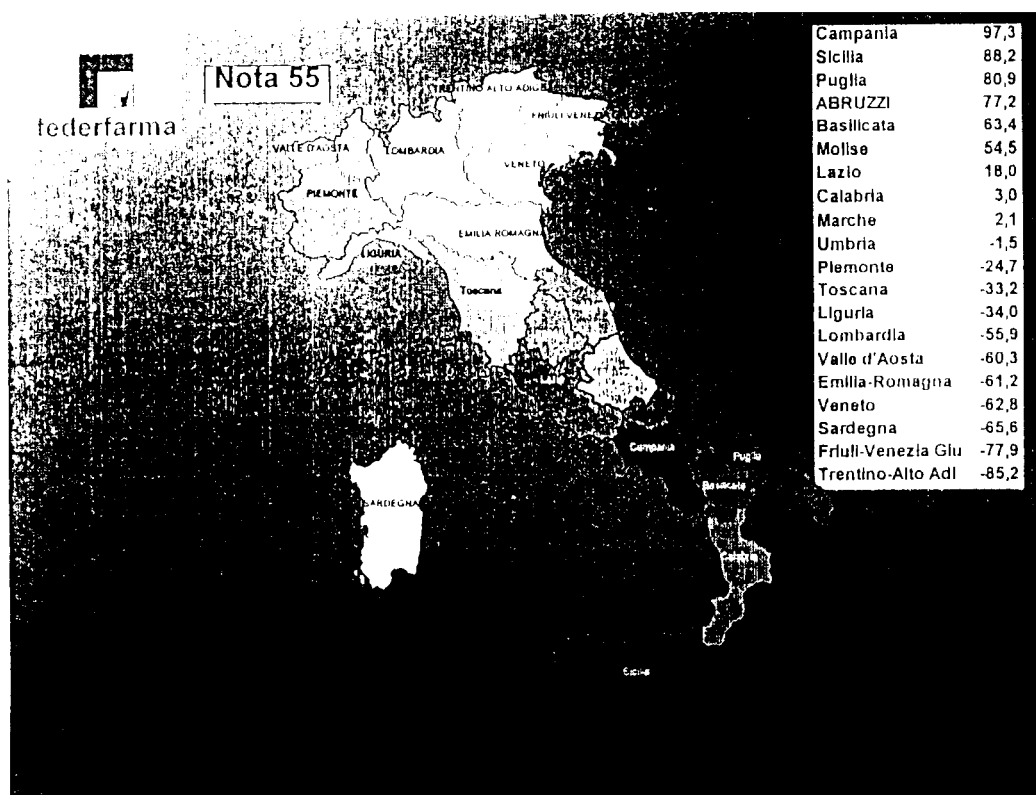 federfarma
Nota 55
Campania 97,3
Sicilia 88,2
Puglia 80,9
ABRUZZI 77,2
Basilicata 63,4
Molise 54,5
Lazio 18,0
Calabria 3,0
Marche 2,1
Umbria -1,5
Piemonte -24,7
Toscana -33,2
Liguria -34,0
Lombardia -55,9
Valle d'Aosta -60,3
Emilia-Romagna -61,2
Veneto -62,8
Sardegna -65,6
Friuli-Venezia Giu -77,9
Trentino-Alto Adi -85,2
TRENTINO ALTO ADIGE
FRIULI VENEZIA
VALLE D'AOSTA
LOMBARDIA
VENETO
PIEMONTE
EMILIA ROMAGNA
LIGURIA
Toscana
Campania
Puglia
Basilicata
SARDEGNA
Calabria
Sicilia